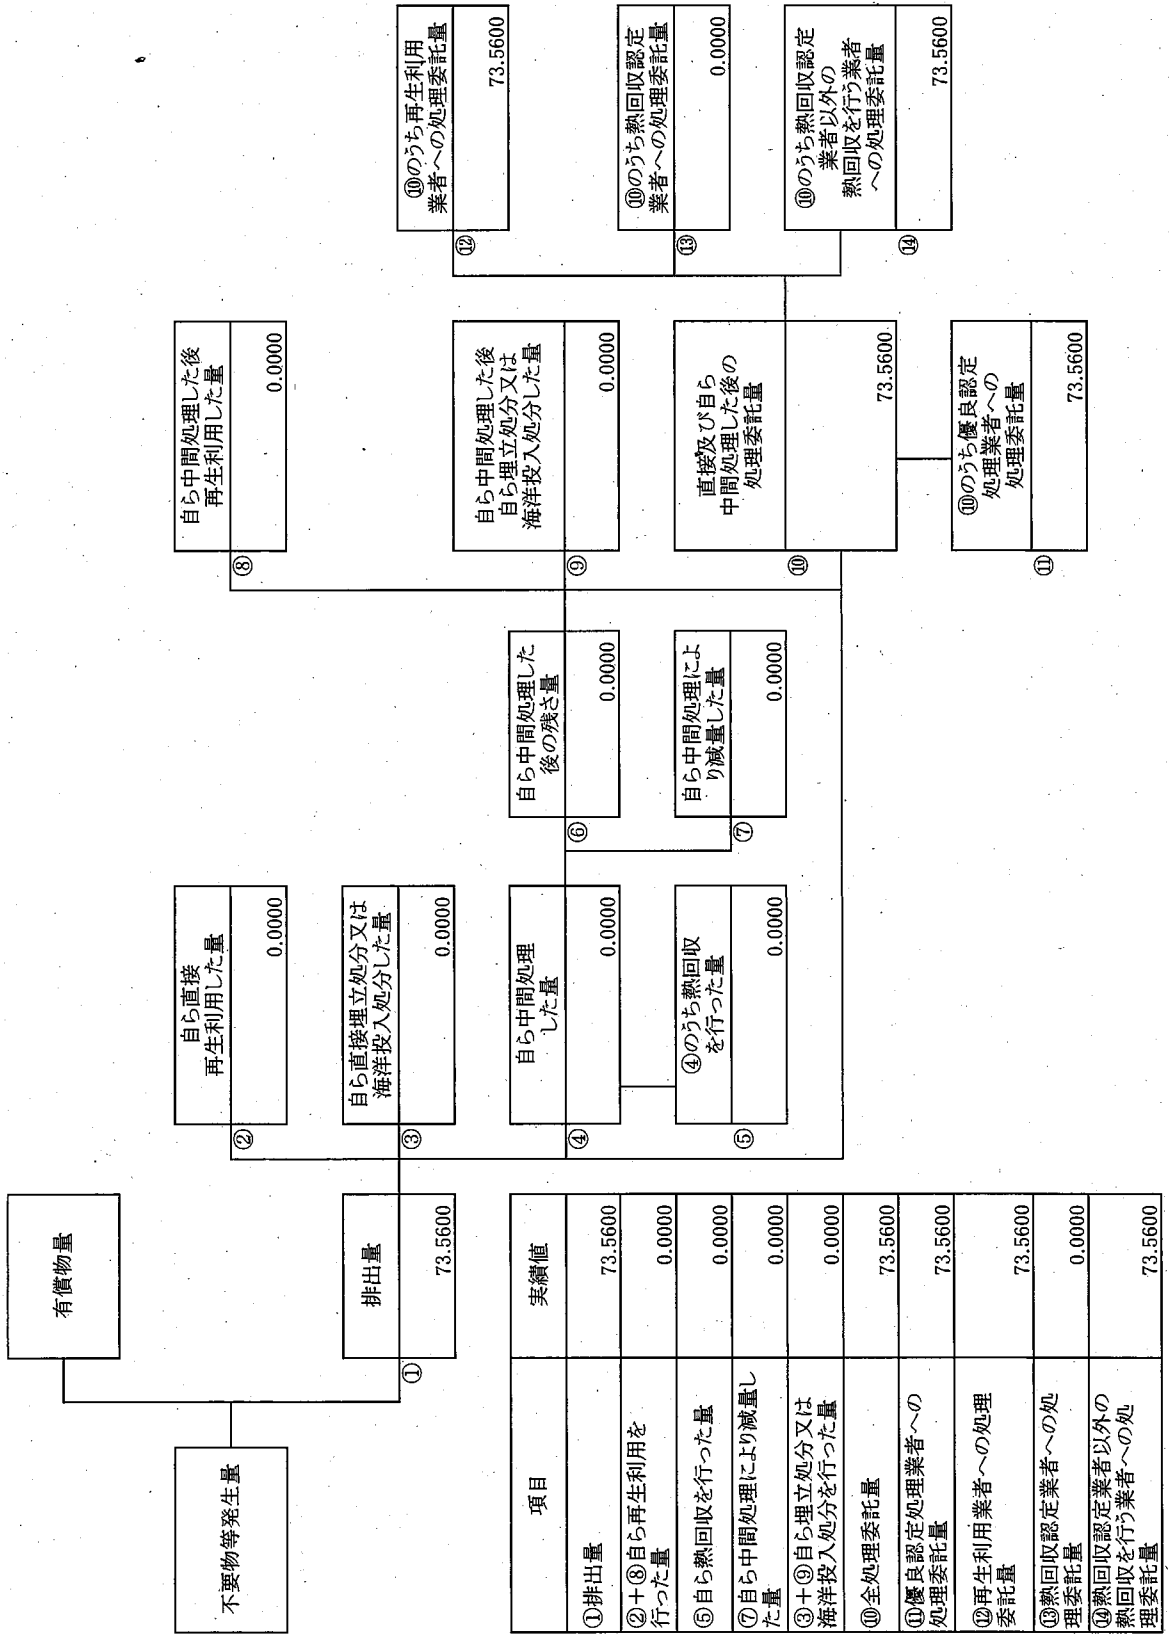 有償物量
不要物等発生量
排出量
①
73.5600
自ら直接
再生利用した量
②
0.0000
自ら直接埋立処分又は
海洋投入処分した量
③
0.0000
自ら中間処理
した量
④
0.0000
④のうち熱回収
を行った量
⑤
0.0000
自ら中間処理した
後の残さ量
⑥
0.0000
自ら中間処理によ
り減量した量
⑦
0.0000
自ら中間処理した後
再生利用した量
⑧
0.0000
自ら中間処理した後
自ら埋立処分又は
海洋投入処分した量
⑨
0.0000
直接及び自ら
中間処理した後の
処理委託量
⑩
73.5600
⑩のうち優良認定
処理業者への
処理委託量
⑪
73.5600
⑩のうち再生利用
業者への処理委託量
⑫
73.5600
⑩のうち熱回収認定
業者への処理委託量
⑬
0.0000
⑩のうち熱回収認定
業者以外の
熱回収を行う業者
への処理委託量
⑭
73.5600
項目 実績値
①排出量 73.5600
②+⑧自ら再生利用を
行った量 0.0000
⑤自ら熱回収を行った量 0.0000
⑦自ら中間処理により減量し
た量 0.0000
③+⑨自ら埋立処分又は
海洋投入処分を行った量 0.0000
⑩全処理委託量 73.5600
⑪優良認定処理業者への
処理委託量 73.5600
⑫再生利用業者への処理
委託量 73.5600
⑬熱回収認定業者への処
理委託量 0.0000
⑭熱回収認定業者以外の
熱回収を行う業者への処
理委託量 73.5600